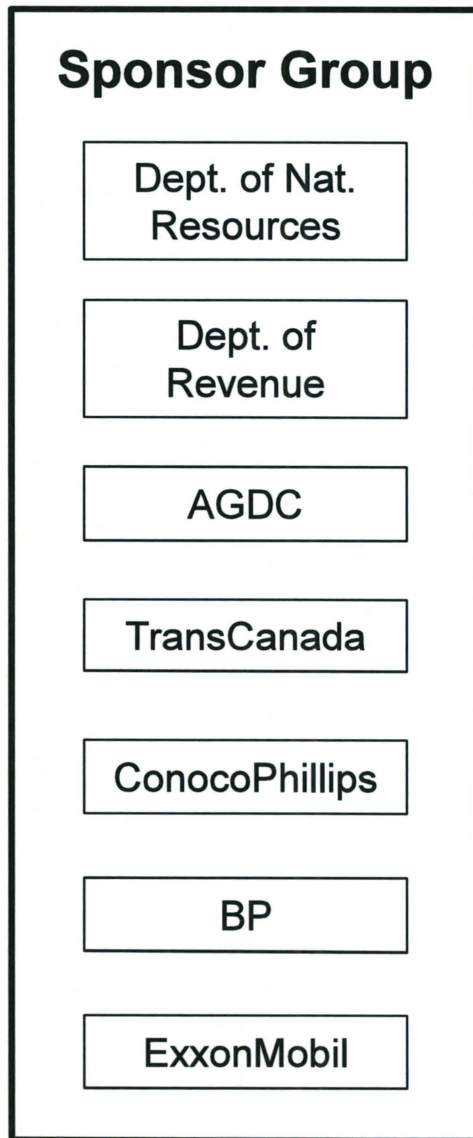 Sponsor Group
Dept. of Nat.
Resources
Dept. of
Revenue
AGDC
TransCanada
ConocoPhillips
BP
ExxonMobil